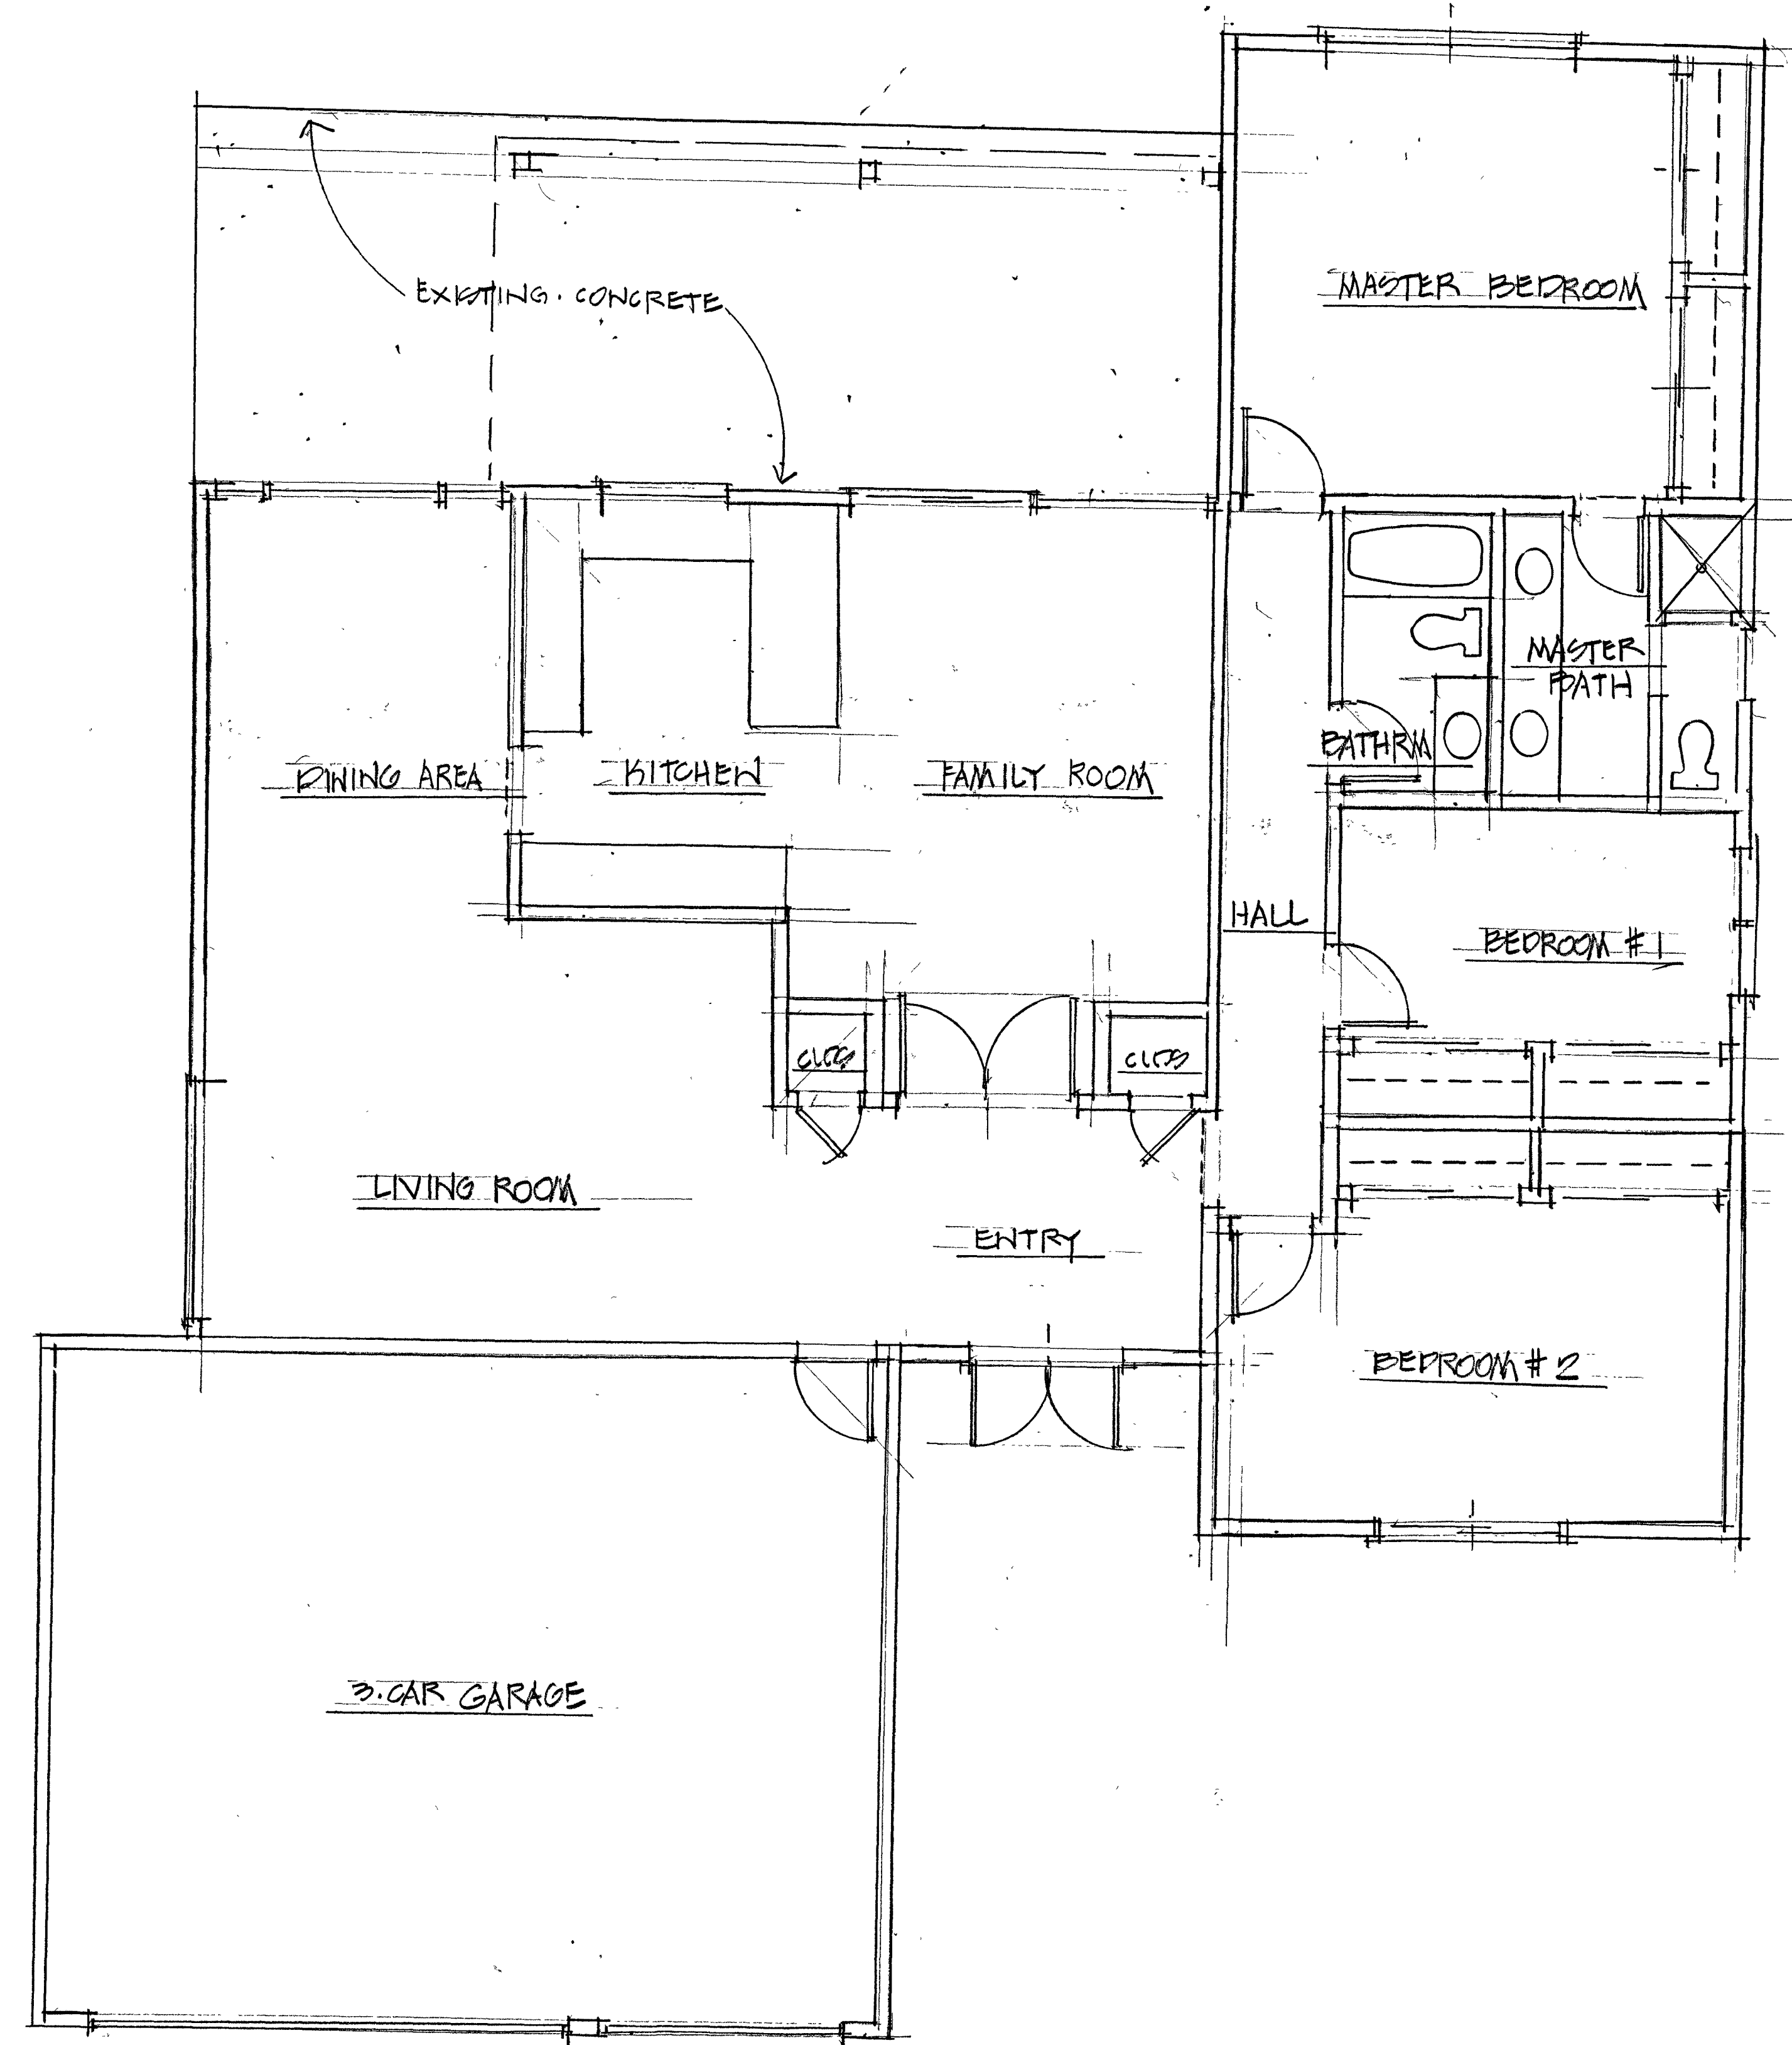 MASTER BEDROOM
EXISTING. CONCRETE
MASTER
BATH
BATHRM
DINING AREA
KITCHEN
FAMILY ROOM
HALL
BEDROOM #1
CLOS
CLOS
LIVING ROOM
ENTRY
BEDROOM #2
3.CAR GARAGE